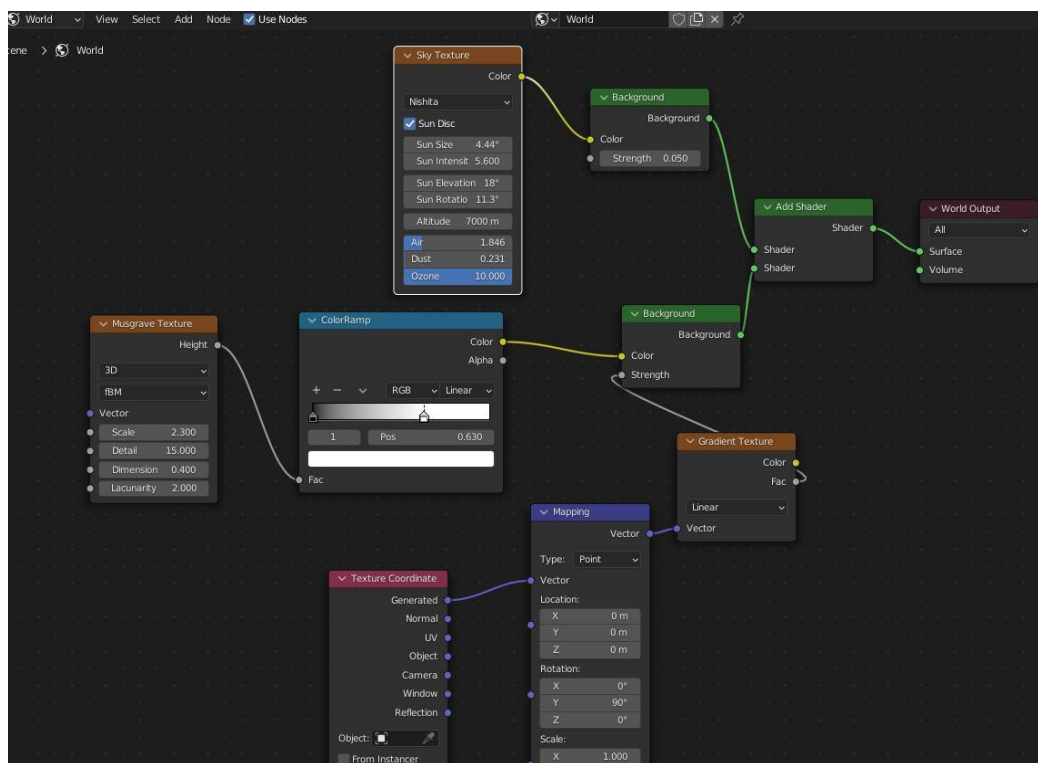 World View Select Add Node Use Nodes World
cene > World
Sky Texture
Color
Nishita
Sun Disc
Sun Size 4.44°
Sun Intensit 5.600
Sun Elevation 18°
Sun Rotatio 11.3°
Altitude 7000 m
Air 1.846
Dust 0.231
Ozone 10.000
Background
Background
Color
Strength 0.050
Add Shader
Shader
Shader
Shader
World Output
All
Surface
Volume
Musgrave Texture
Height
3D
fBM
Vector
Scale 2.300
Detail 15.000
Dimension 0.400
Lacunarity 2.000
ColorRamp
Color
Alpha
+ − RGB Linear
1 Pos 0.630
Fac
Background
Background
Color
Strength
Gradient Texture
Color
Fac
Linear
Vector
Mapping
Vector
Type: Point
Vector
Location:
X 0 m
Y 0 m
Z 0 m
Rotation:
X 0°
Y 90°
Z 0°
Scale:
X 1.000
Texture Coordinate
Generated
Normal
UV
Object
Camera
Window
Reflection
Object:
From Instancer